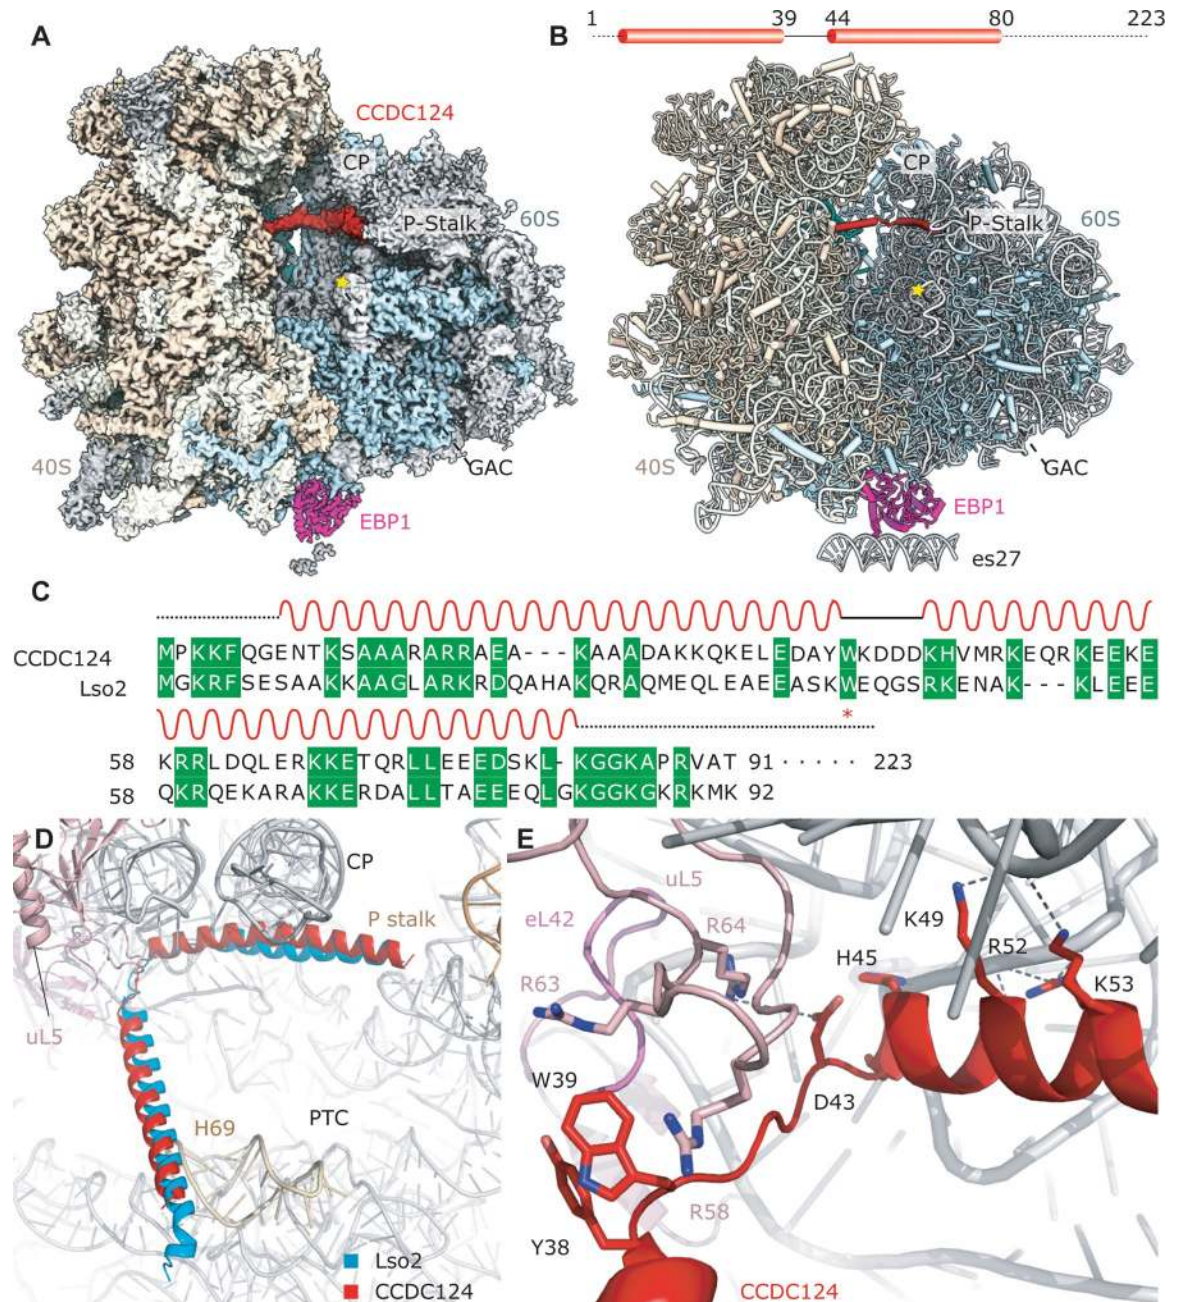 A
CCDC124
CP
P-Stalk
60S
40S
GAC
EBP1
B
1 39 44 80 223
CP
P-Stalk
60S
40S
GAC
EBP1
es27
C
CCDC124 MPKKFQGENTKSAAARARRAEA---KAAADAKKQKELEDAYWKDDDKHVMRKEQRKEEKE
Lso2 MGKRFSESAAKKAAGLARKRDQAHAKQRAQMEQLEAEEASKWEQGSRKENAK---KLEEE
*
58 KRRLDQLERKKETQRLLEEEDSKL-KGGKAPRVAT 91 ····· 223
58 QKRQEKARAKKERDALLTAEEEQLGKGGKGKRKMK 92
D
CP
P stalk
uL5
H69
PTC
Lso2
CCDC124
E
uL5
eL42
R64
R63
K49
R52
H45
K53
W39
D43
R58
Y38
CCDC124